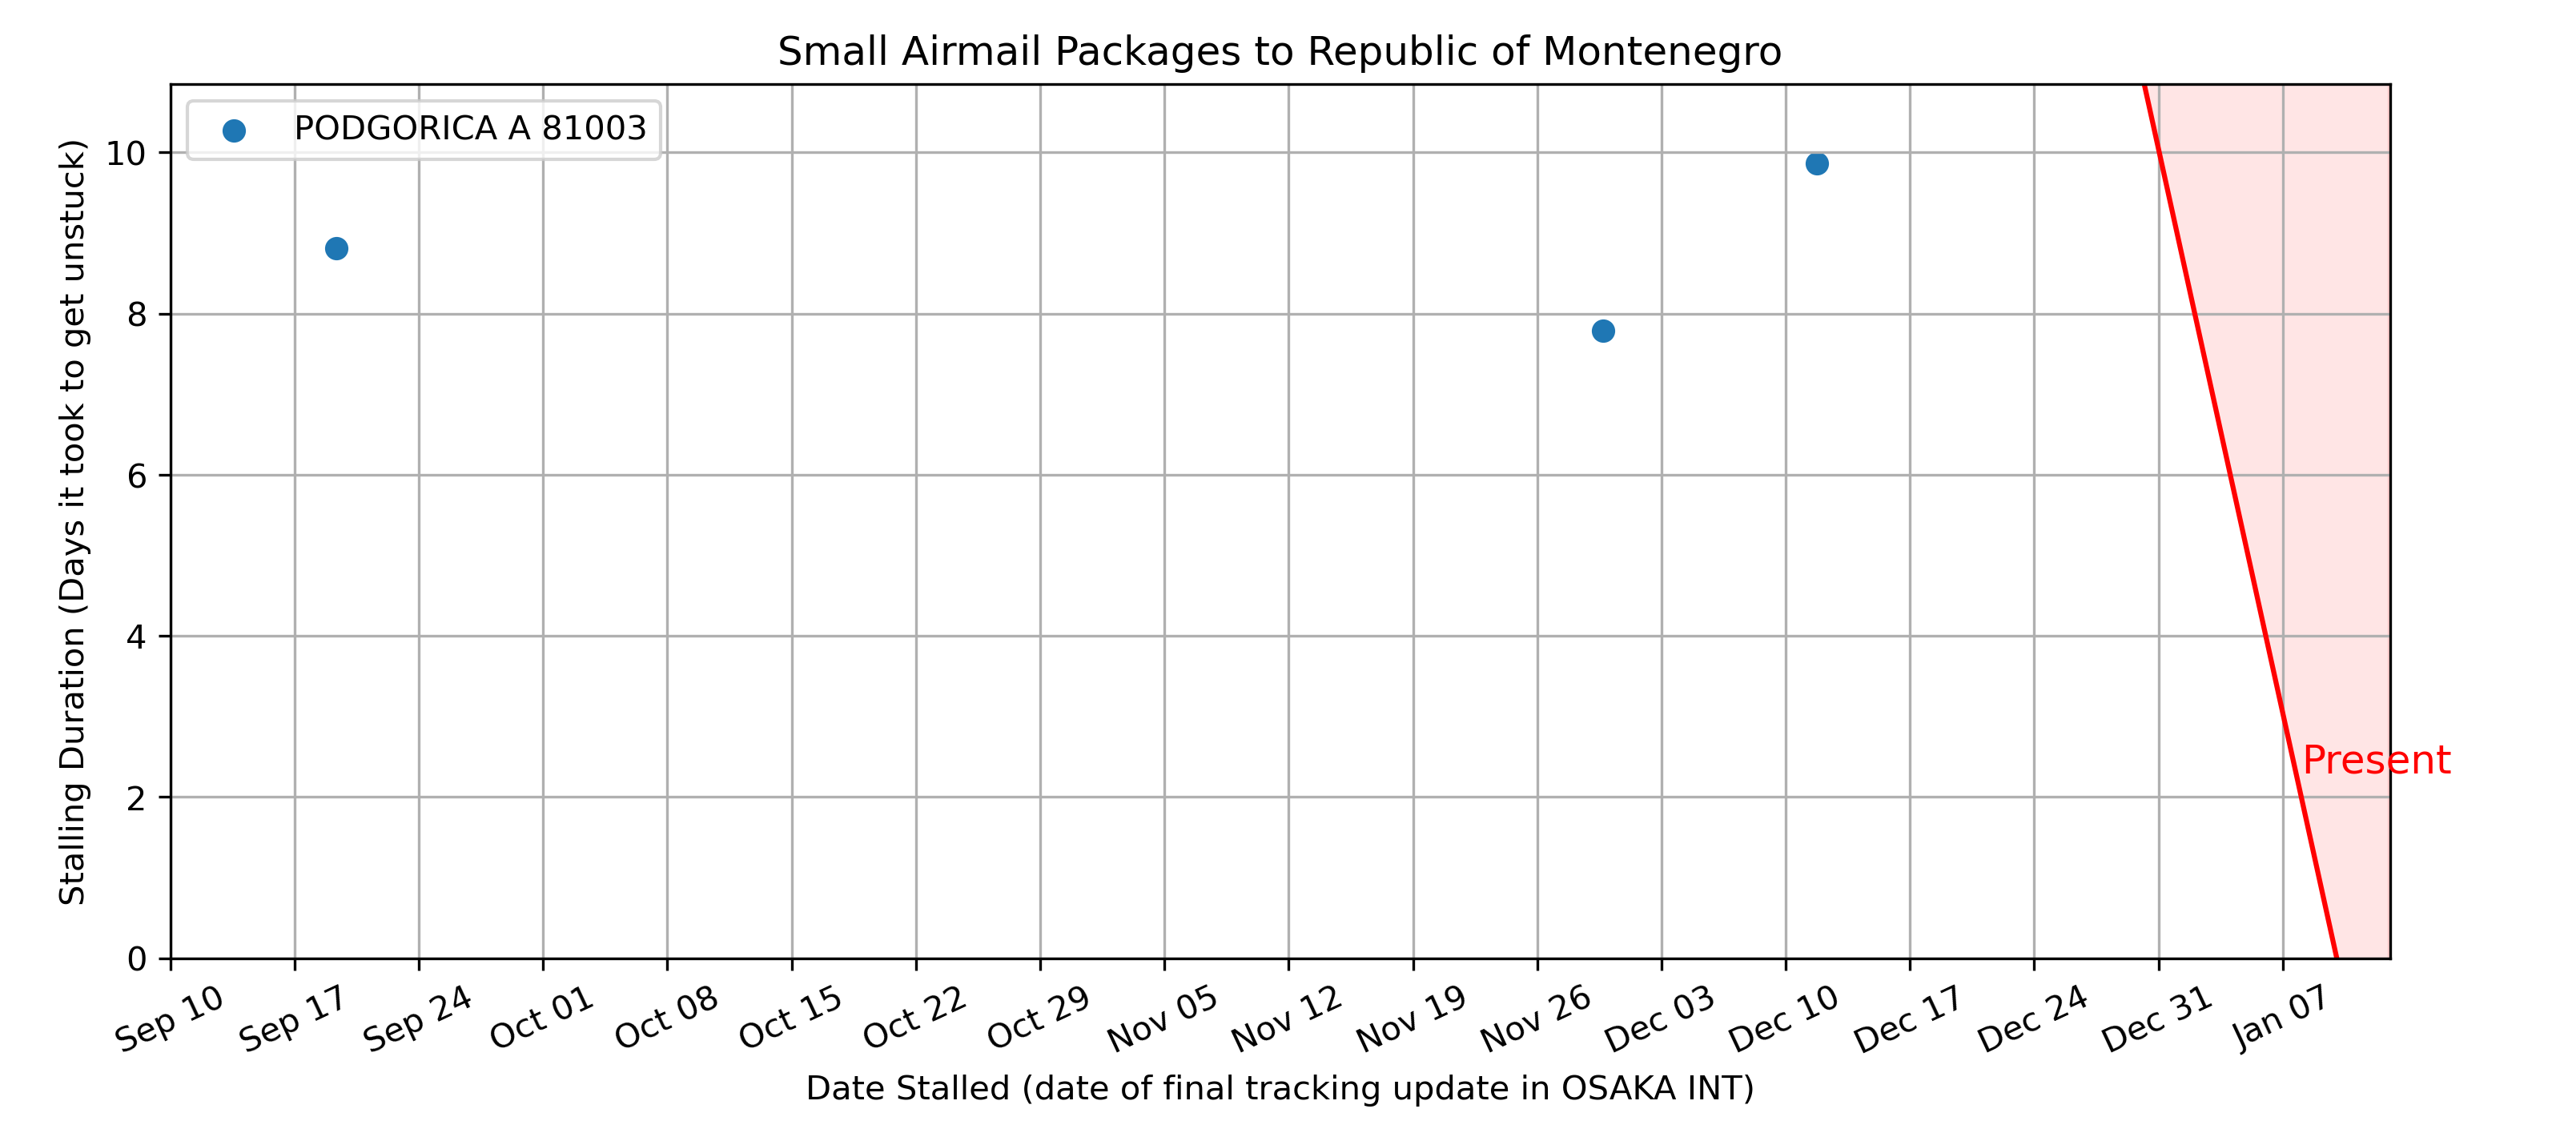 Small Airmail Packages to Republic of Montenegro
PODGORICA A 81003
Stalling Duration (Days it took to get unstuck)
10
8
6
4
2
0
Present
Sep 10
Sep 17
Sep 24
Oct 01
Oct 08
Oct 15
Oct 22
Oct 29
Nov 05
Nov 12
Nov 19
Nov 26
Dec 03
Dec 10
Dec 17
Dec 24
Dec 31
Jan 07
Date Stalled (date of final tracking update in OSAKA INT)